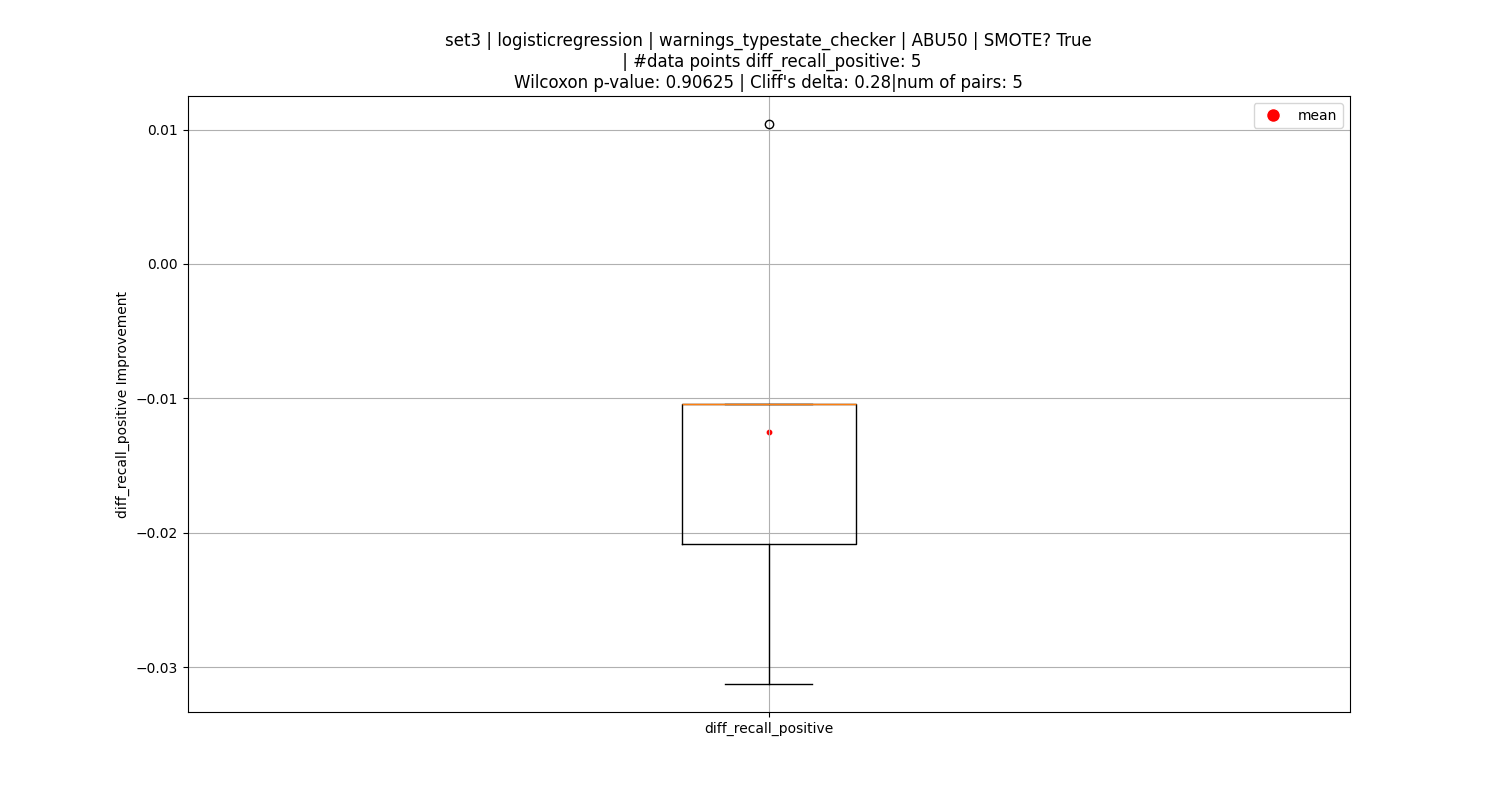 set3 | logisticregression | warnings_typestate_checker | ABU50 | SMOTE? True
| #data points diff_recall_positive: 5
Wilcoxon p-value: 0.90625 | Cliff's delta: 0.28|num of pairs: 5
mean
0.01
0.00
−0.01
−0.02
−0.03
diff_recall_positive Improvement
diff_recall_positive